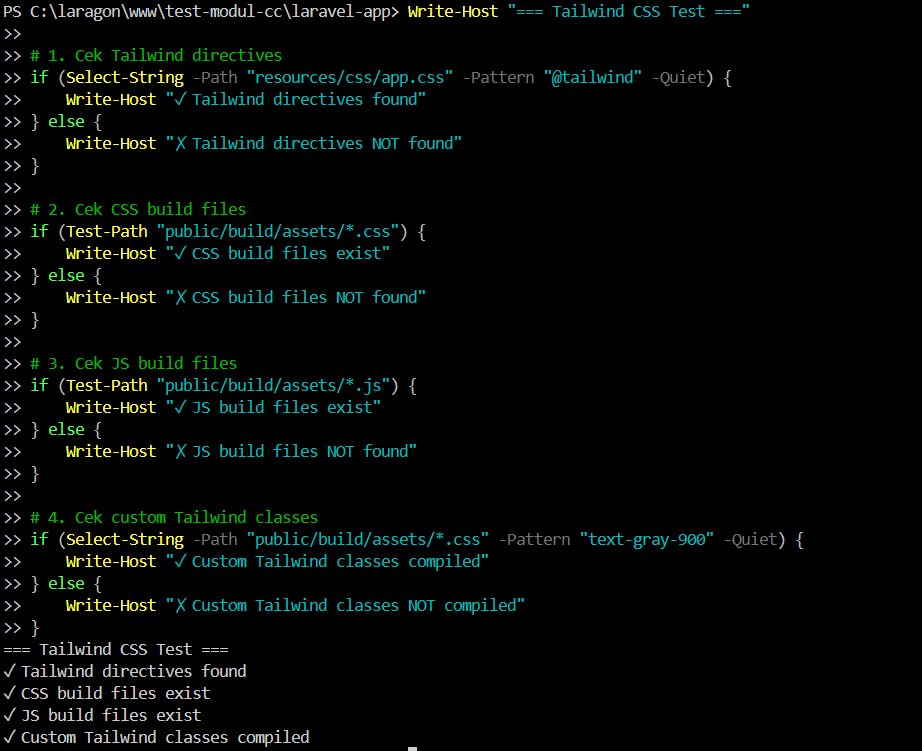 PS C:\laragon\www\test-modul-cc\laravel-app> Write-Host "=== Tailwind CSS Test ==="
>>
>> # 1. Cek Tailwind directives
>> if (Select-String -Path "resources/css/app.css" -Pattern "@tailwind" -Quiet) {
>>     Write-Host "✓ Tailwind directives found"
>> } else {
>>     Write-Host "✗ Tailwind directives NOT found"
>> }
>>
>> # 2. Cek CSS build files
>> if (Test-Path "public/build/assets/*.css") {
>>     Write-Host "✓ CSS build files exist"
>> } else {
>>     Write-Host "✗ CSS build files NOT found"
>> }
>>
>> # 3. Cek JS build files
>> if (Test-Path "public/build/assets/*.js") {
>>     Write-Host "✓ JS build files exist"
>> } else {
>>     Write-Host "✗ JS build files NOT found"
>> }
>>
>> # 4. Cek custom Tailwind classes
>> if (Select-String -Path "public/build/assets/*.css" -Pattern "text-gray-900" -Quiet) {
>>     Write-Host "✓ Custom Tailwind classes compiled"
>> } else {
>>     Write-Host "✗ Custom Tailwind classes NOT compiled"
>> }
=== Tailwind CSS Test ===
✓ Tailwind directives found
✓ CSS build files exist
✓ JS build files exist
✓ Custom Tailwind classes compiled